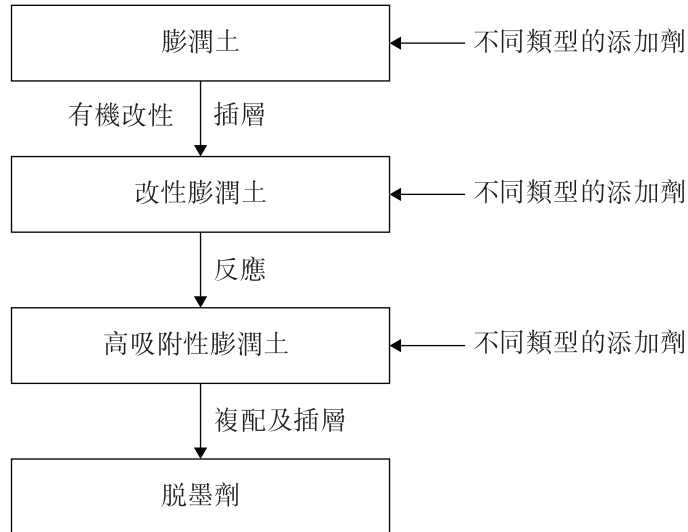 膨潤土
不同類型的添加劑
有機改性
插層
改性膨潤土
不同類型的添加劑
反應
高吸附性膨潤土
不同類型的添加劑
複配及插層
脱墨劑